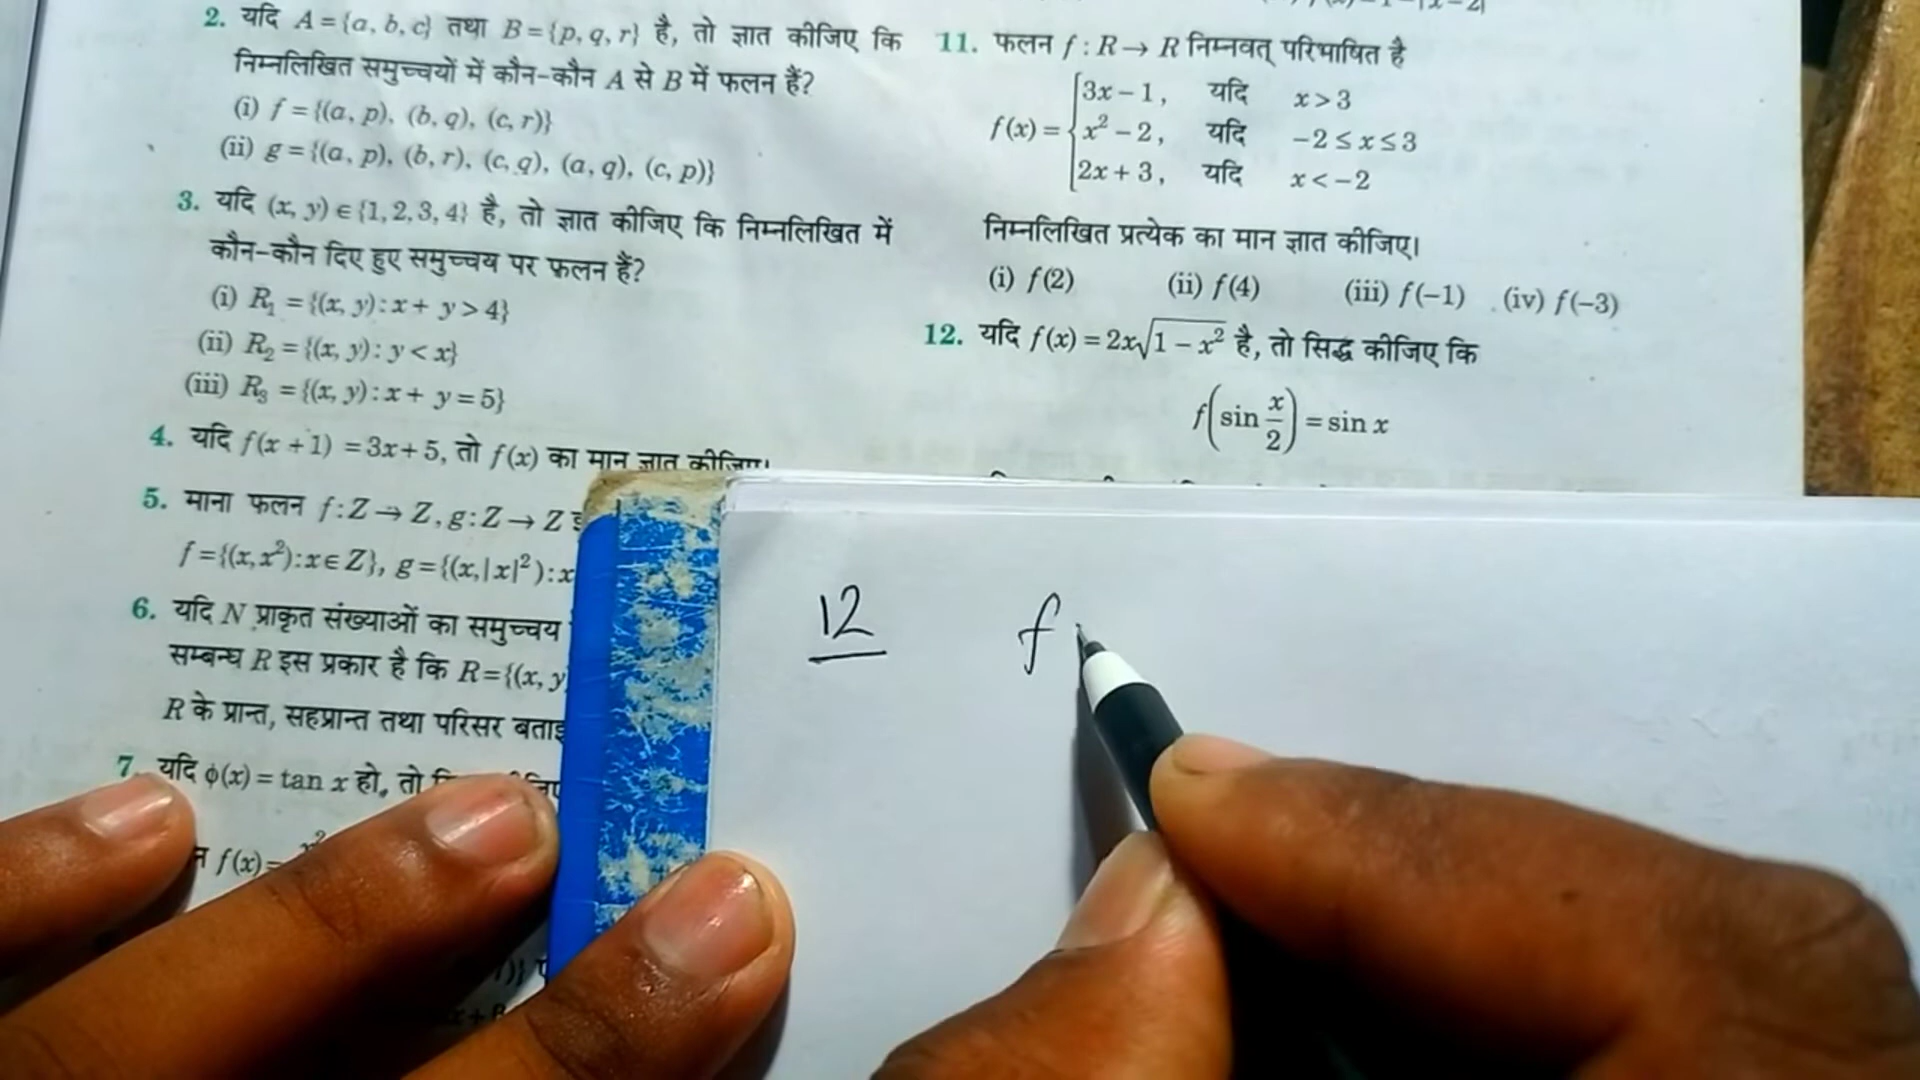 2. यदि A = {a, b, c} तथा B = {p, q, r} है, तो ज्ञात कीजिए कि
निम्नलिखित समुच्चयों में कौन-कौन A से B में फलन हैं?
(i) f = {(a, p), (b, q), (c, r)}
(ii) g = {(a, p), (b, r), (c, q), (a, q), (c, p)}
3. यदि (x, y) ∈ {1, 2, 3, 4} है, तो ज्ञात कीजिए कि निम्नलिखित में
कौन-कौन दिए हुए समुच्चय पर फलन हैं?
(i) R₁ = {(x, y) : x + y > 4}
(ii) R₂ = {(x, y) : y < x}
(iii) R₃ = {(x, y) : x + y = 5}
4. यदि f(x + 1) = 3x + 5, तो f(x) का मान ज्ञात कीजिए।
5. माना फलन f : Z → Z, g : Z → Z
f = {(x, x²) : x ∈ Z}, g = {(x, |x|²) : x
6. यदि N प्राकृत संख्याओं का समुच्चय
सम्बन्ध R इस प्रकार है कि R = {(x, y)
R के प्रान्त, सहप्रान्त तथा परिसर
7. यदि ϕ(x) = tan x हो, तो
f(x) =
11. फलन f : R → R निम्नवत् परिभाषित है
f(x) = { 3x − 1, यदि x > 3
x² − 2, यदि −2 ≤ x ≤ 3
2x + 3, यदि x < −2
निम्नलिखित प्रत्येक का मान ज्ञात कीजिए।
(i) f(2) (ii) f(4) (iii) f(−1) (iv) f(−3)
12. यदि f(x) = 2x√(1 − x²) है, तो सिद्ध कीजिए कि
f(sin x/2) = sin x
12 f